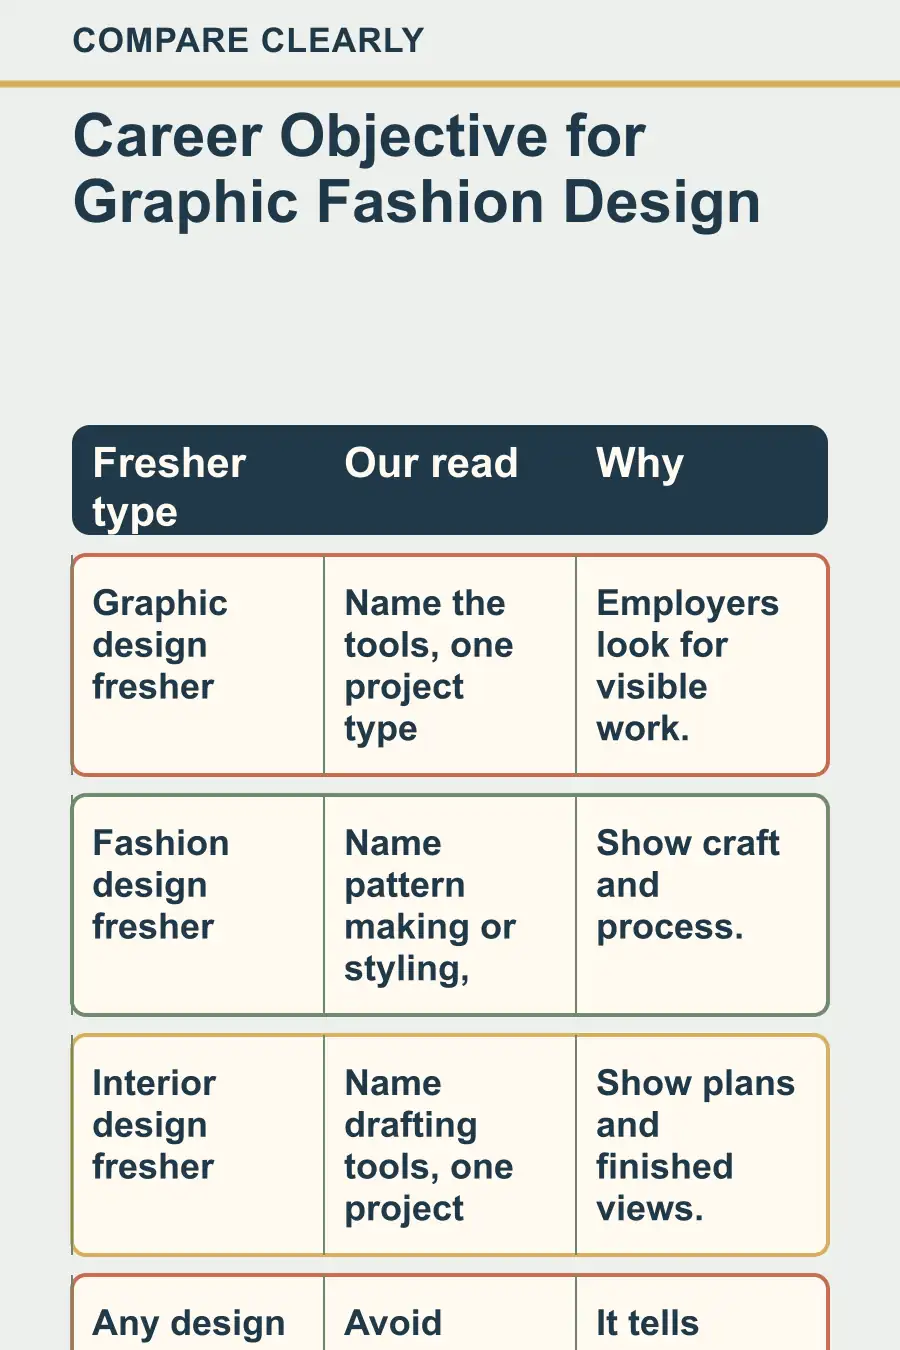 COMPARE CLEARLY
Career Objective for
Graphic Fashion Design
Fresher
type
Our read
Why
Graphic
design
fresher
Name the
tools, one
project
type
Employers
look for
visible
work.
Fashion
design
fresher
Name
pattern
making or
styling,
Show craft
and
process.
Interior
design
fresher
Name
drafting
tools, one
project
Show plans
and
finished
views.
Any design
Avoid
It tells